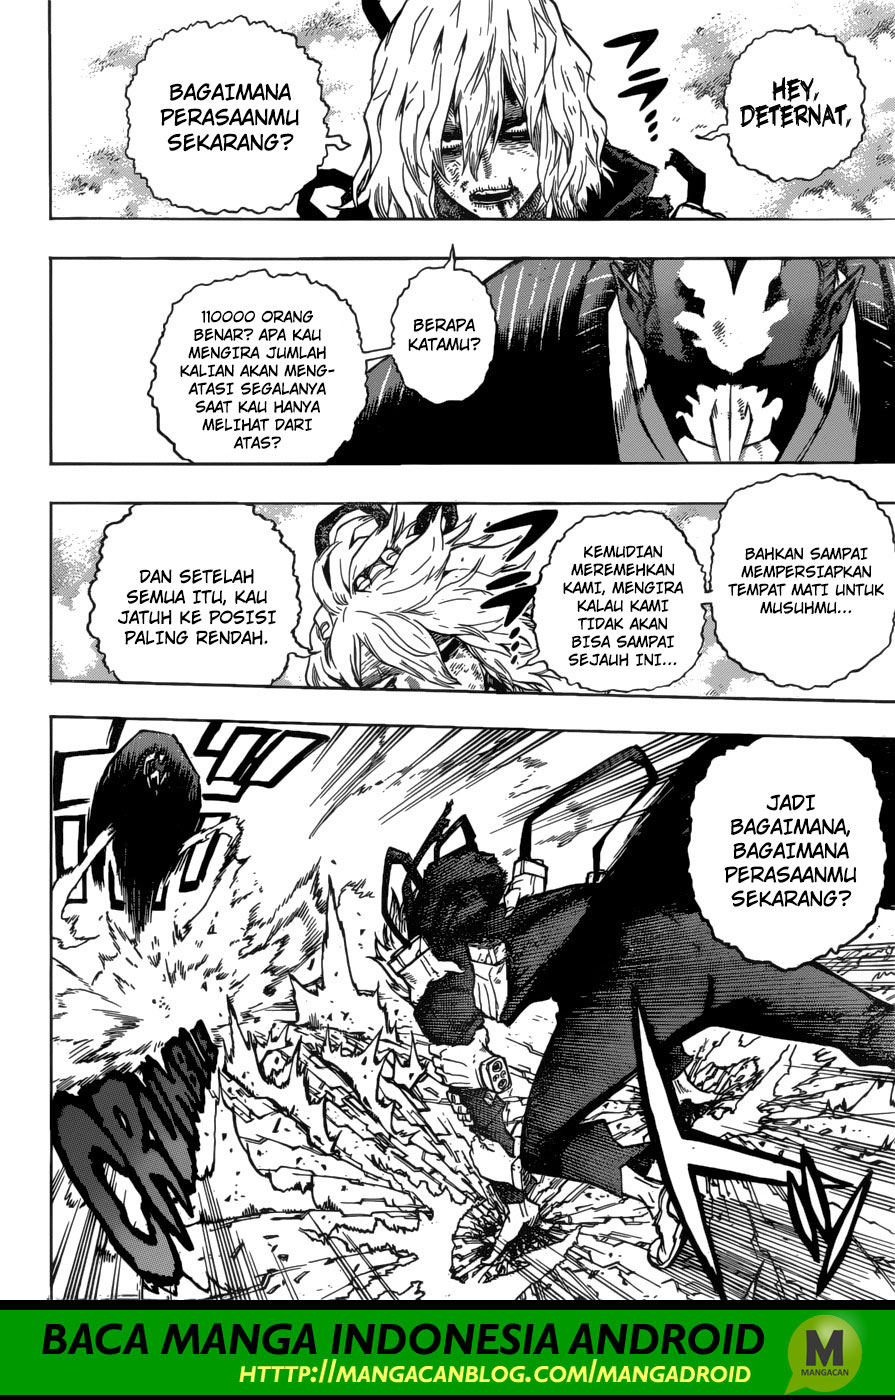 HEY,
DETERNAT,
BAGAIMANA
PERASAANMU
SEKARANG?
BERAPA
KATAMU?
110000 ORANG
BENAR? APA KAU
MENGIRA JUMLAH
KALIAN AKAN MENG-
ATASI SEGALANYA
SAAT KAU HANYA
MELIHAT DARI
ATAS?
BAHKAN SAMPAI
MEMPERSIAPKAN
TEMPAT MATI UNTUK
MUSUHMU...
KEMUDIAN
MEREMEHKAN
KAMI, MENGIRA
KALAU KAMI
TIDAK AKAN
BISA SAMPAI
SEJAUH INI...
DAN SETELAH
SEMUA ITU, KAU
JATUH KE POSISI
PALING RENDAH.
JADI
BAGAIMANA,
BAGAIMANA
PERASAANMU
SEKARANG?
CRUMBLE
BACA MANGA INDONESIA ANDROID
HTTTP://MANGACANBLOG.COM/MANGADROID
M
MANGACAN